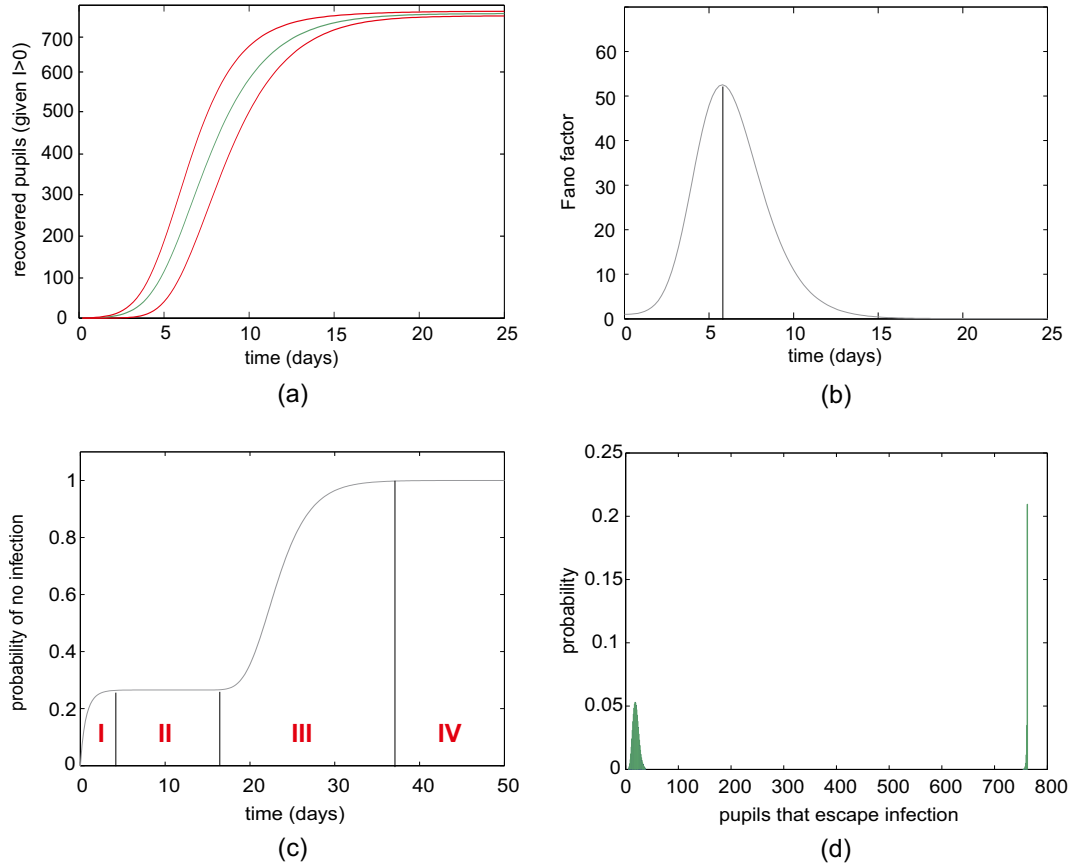 recovered pupils (given I>0)
700
600
500
400
300
200
100
0
0 5 10 15 20 25
time (days)
(a)
Fano factor
60
50
40
30
20
10
0
0 5 10 15 20 25
time (days)
(b)
probability of no infection
1
0.8
0.6
0.4
0.2
0
I II III IV
0 10 20 30 40 50
time (days)
(c)
probability
0.25
0.2
0.15
0.1
0.05
0
0 100 200 300 400 500 600 700 800
pupils that escape infection
(d)